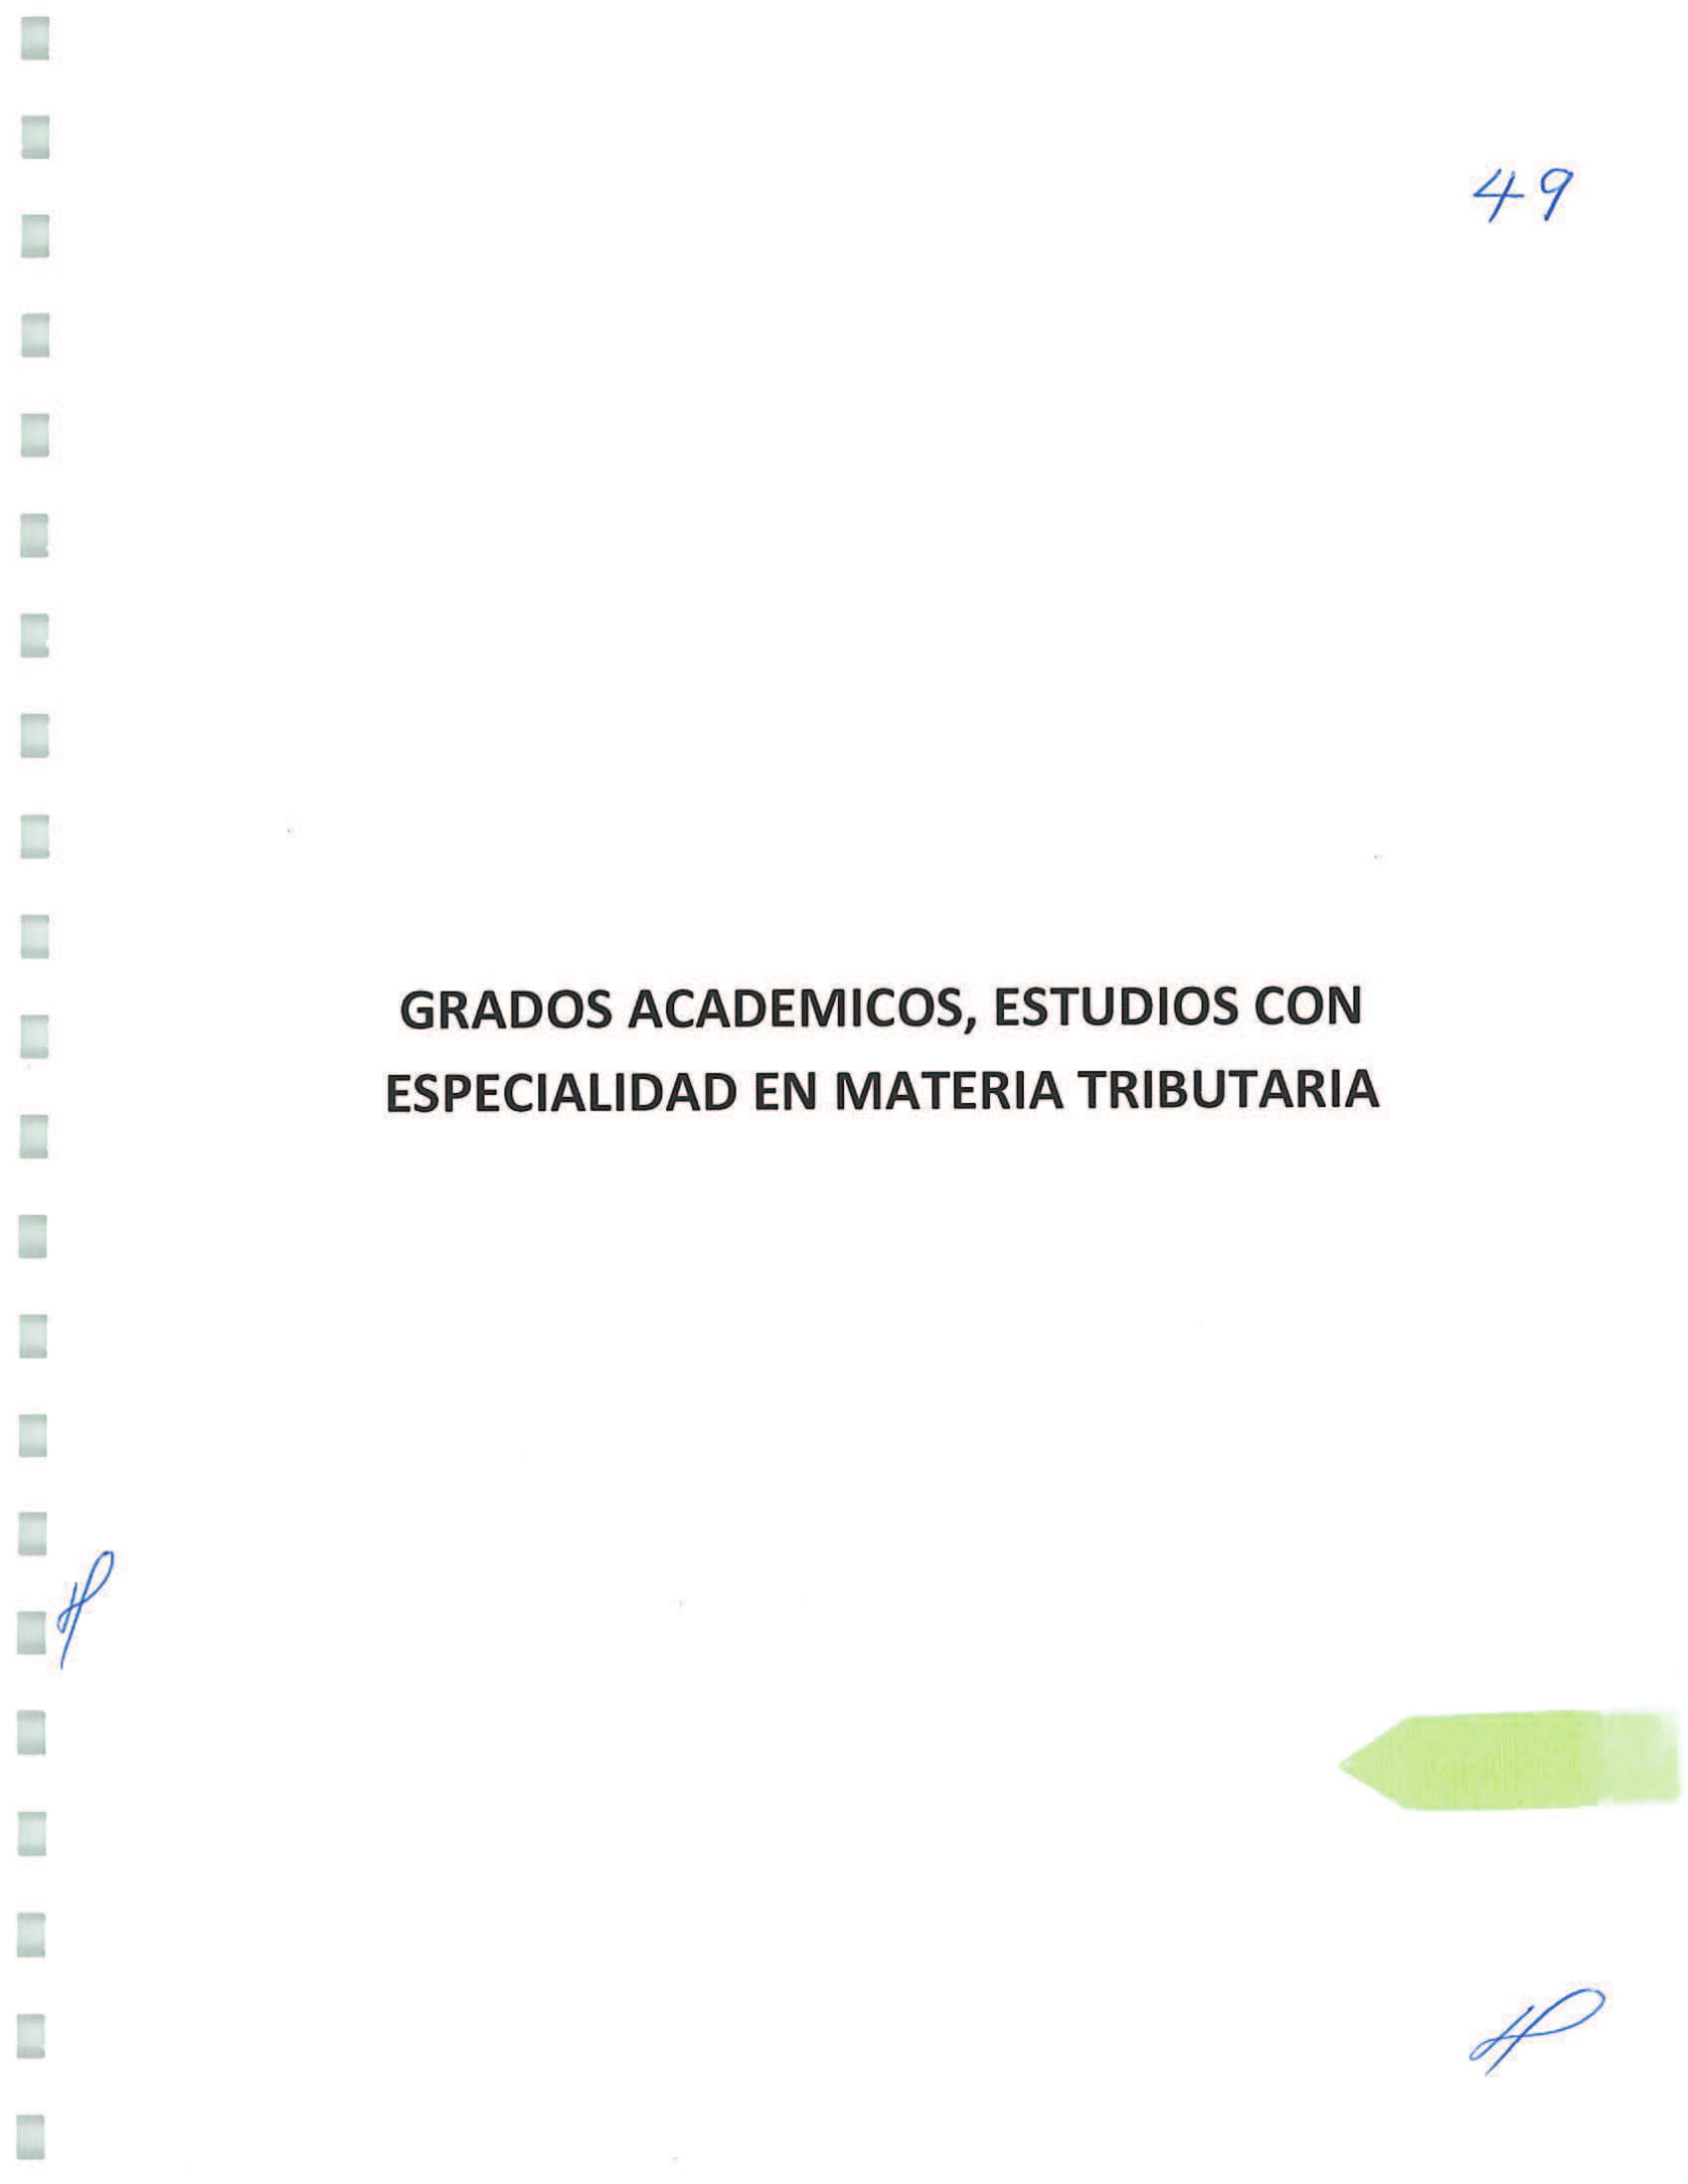 49
GRADOS ACADEMICOS, ESTUDIOS CON
ESPECIALIDAD EN MATERIA TRIBUTARIA